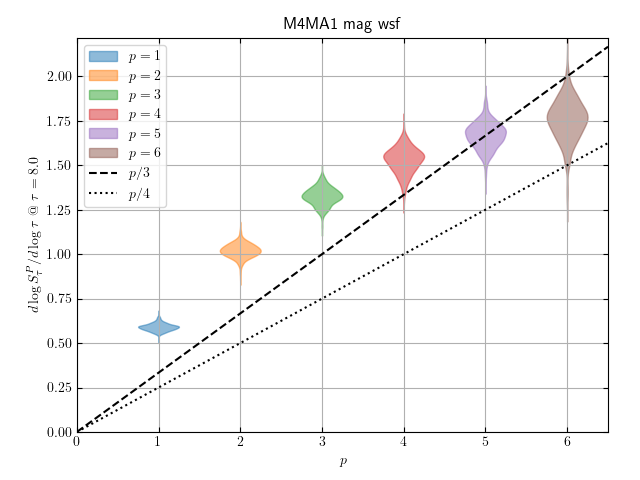 M4MA1 mag wsf
2.00
1.75
1.50
1.25
1.00
0.75
0.50
0.25
0.00
d log S_τ^P / d log τ @ τ = 8.0
p = 1
p = 2
p = 3
p = 4
p = 5
p = 6
p/3
p/4
0 1 2 3 4 5 6
p